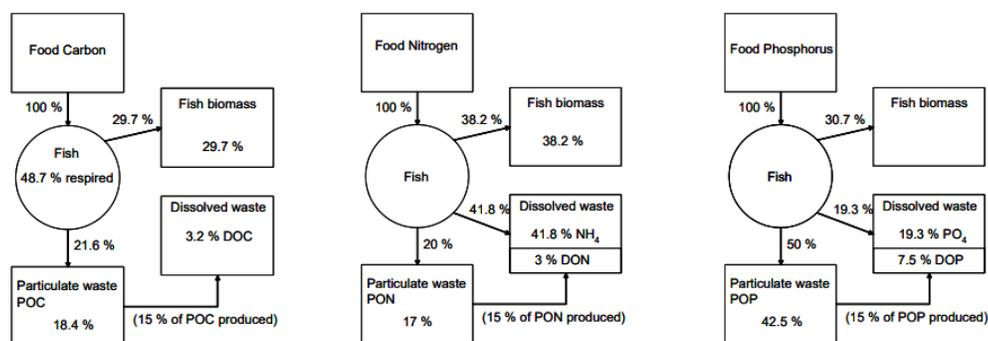 Food Carbon
100 %
29.7 %
Fish biomass
29.7 %
Fish
48.7 % respired
Dissolved waste
3.2 % DOC
21.6 %
Particulate waste
POC
18.4 %
(15 % of POC produced)
Food Nitrogen
100 %
38.2 %
Fish biomass
38.2 %
Fish
41.8 %
Dissolved waste
41.8 % NH4
3 % DON
20 %
Particulate waste
PON
17 %
(15 % of PON produced)
Food Phosphorus
100 %
30.7 %
Fish biomass
Fish
19.3 %
Dissolved waste
19.3 % PO4
7.5 % DOP
50 %
Particulate waste
POP
42.5 %
(15 % of POP produced)